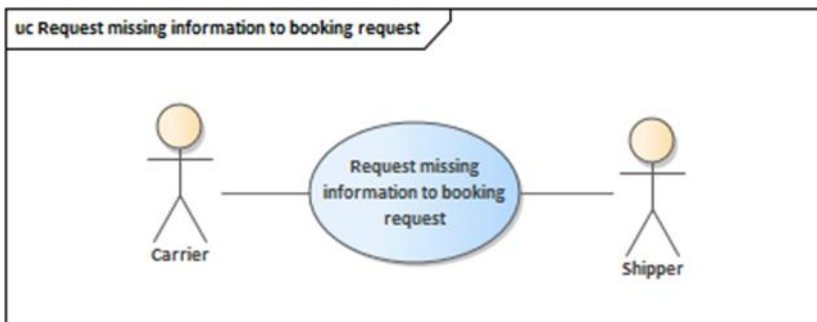 uc Request missing information to booking request
Request missing
information to booking
request
Carrier
Shipper